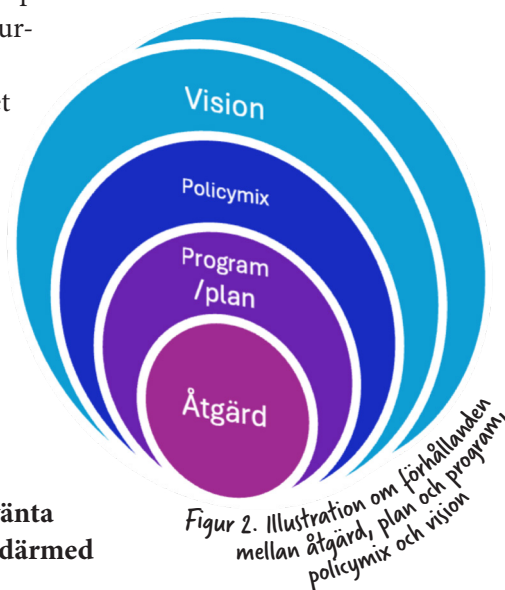 ur-
et
Vision
Policymix
Program
/plan
Åtgärd
änta
därmed
Figur 2. Illustration om förhållanden
mellan åtgärd, plan och program,
policymix och vision